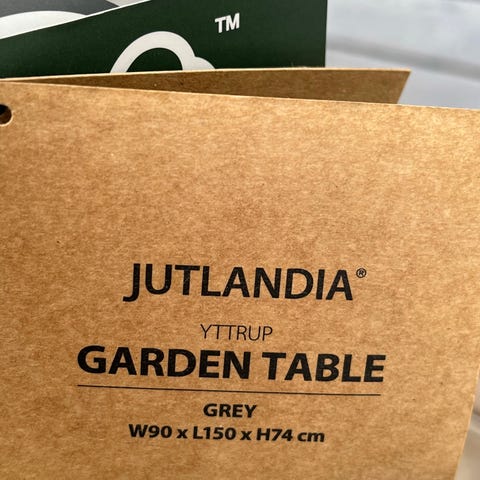 TM
JUTLANDIA®
YTTRUP
GARDEN TABLE
GREY
W90 x L150 x H74 cm